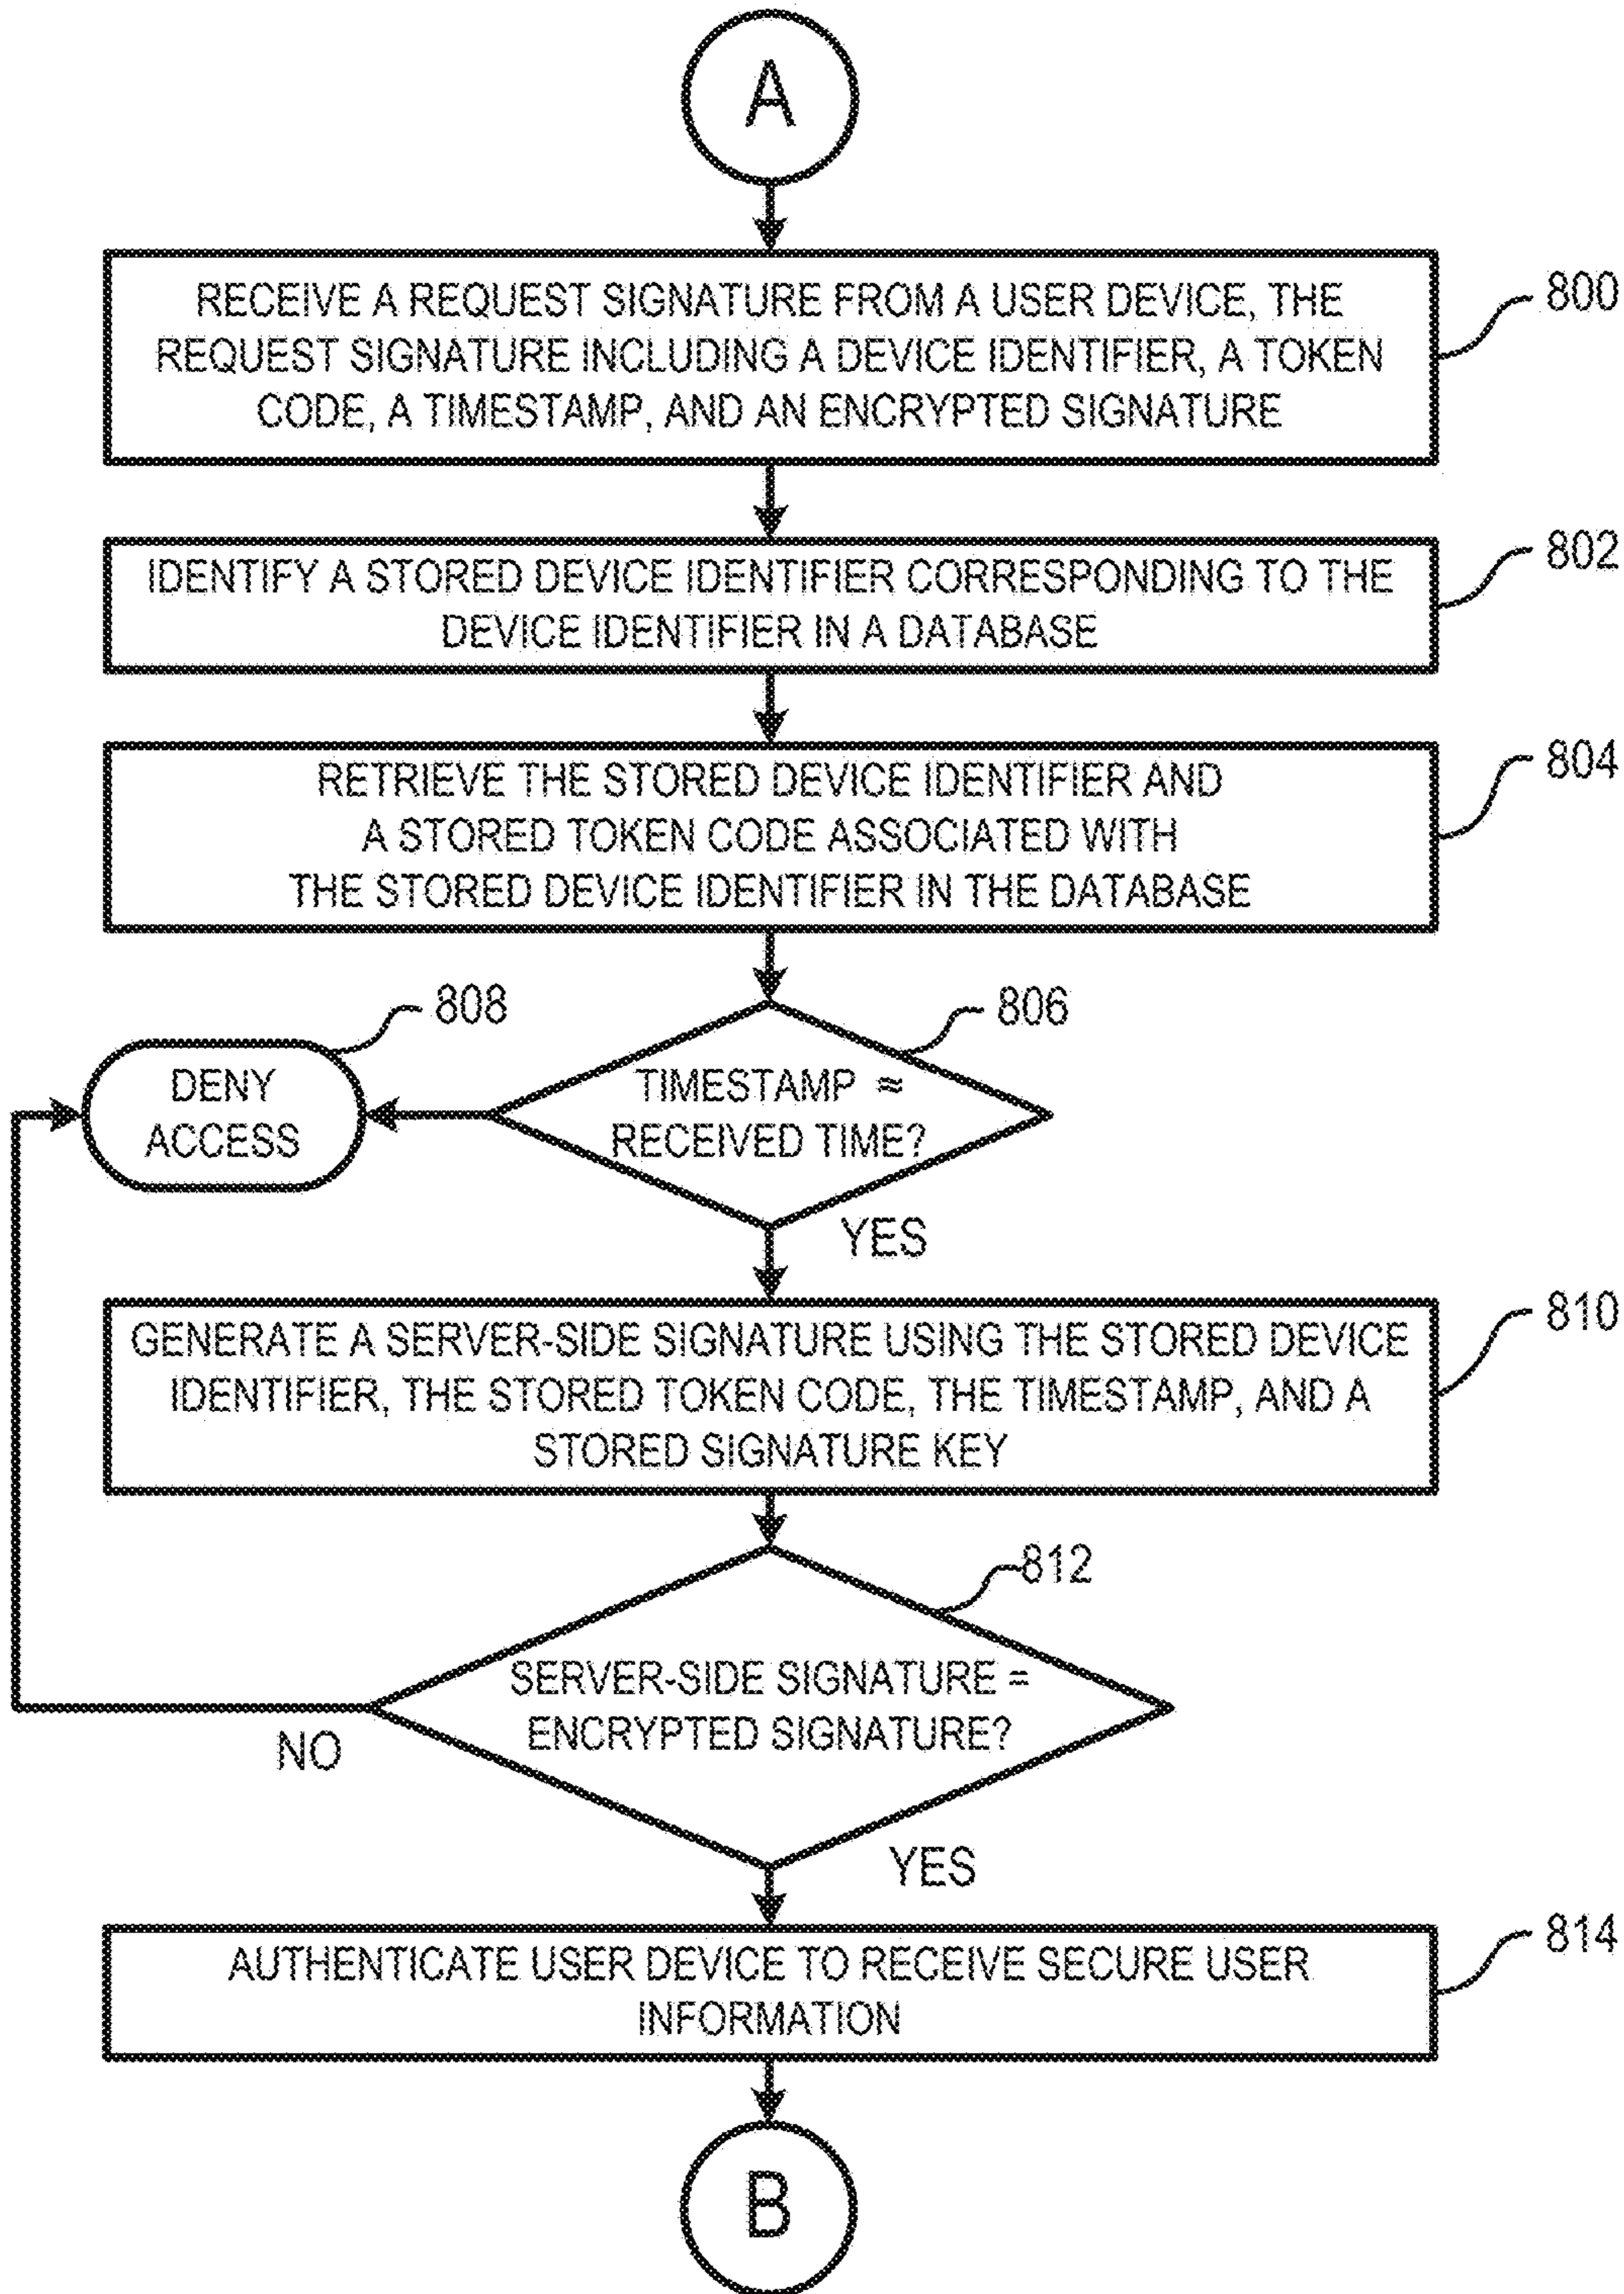 A
RECEIVE A REQUEST SIGNATURE FROM A USER DEVICE, THE
REQUEST SIGNATURE INCLUDING A DEVICE IDENTIFIER, A TOKEN
CODE, A TIMESTAMP, AND AN ENCRYPTED SIGNATURE
800
IDENTIFY A STORED DEVICE IDENTIFIER CORRESPONDING TO THE
DEVICE IDENTIFIER IN A DATABASE
802
RETRIEVE THE STORED DEVICE IDENTIFIER AND
A STORED TOKEN CODE ASSOCIATED WITH
THE STORED DEVICE IDENTIFIER IN THE DATABASE
804
808
DENY
ACCESS
806
TIMESTAMP ≈
RECEIVED TIME?
YES
GENERATE A SERVER-SIDE SIGNATURE USING THE STORED DEVICE
IDENTIFIER, THE STORED TOKEN CODE, THE TIMESTAMP, AND A
STORED SIGNATURE KEY
810
812
SERVER-SIDE SIGNATURE =
ENCRYPTED SIGNATURE?
NO
YES
AUTHENTICATE USER DEVICE TO RECEIVE SECURE USER
INFORMATION
814
B